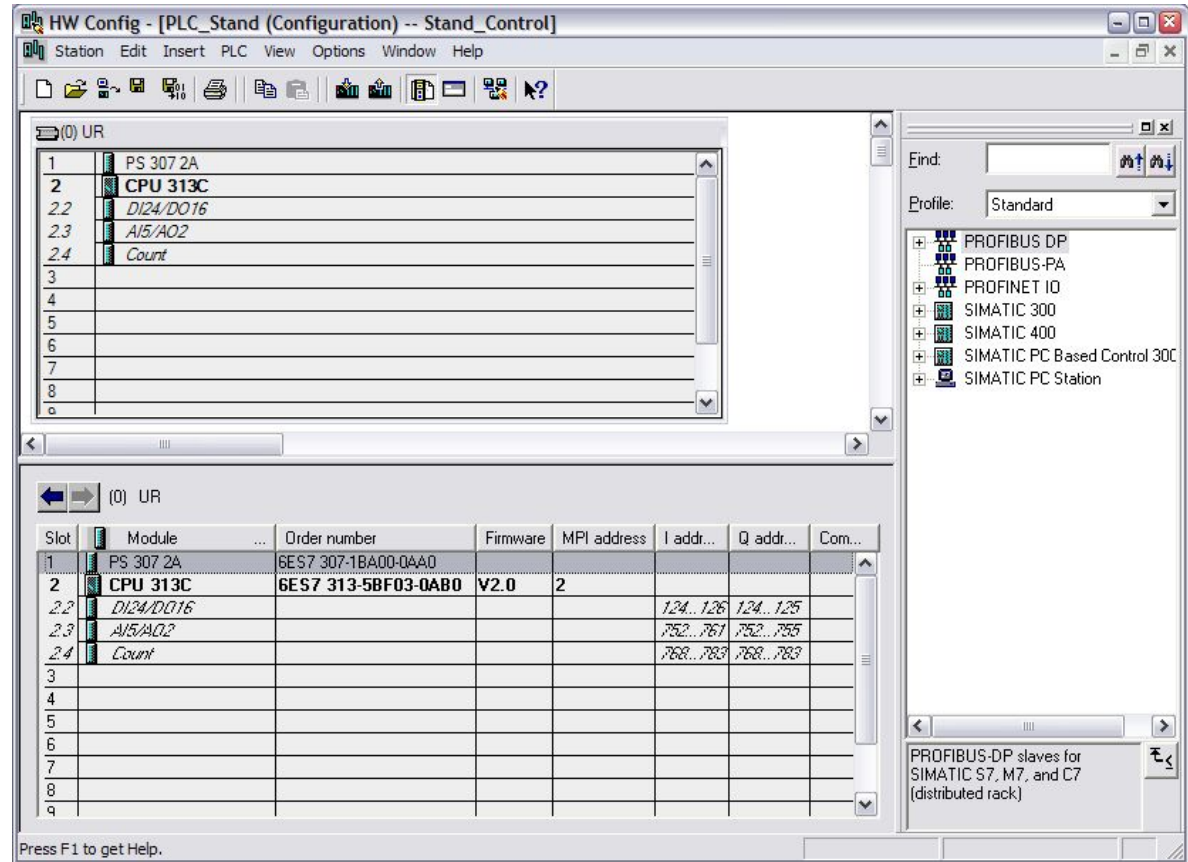 HW Config - [PLC_Stand (Configuration) -- Stand_Control]
Station Edit Insert PLC View Options Window Help
(0) UR
1 PS 307 2A
2 CPU 313C
2.2 DI24/DO16
2.3 AI5/AO2
2.4 Count
3
4
5
6
7
8
9
Find:
Profile: Standard
PROFIBUS DP
PROFIBUS-PA
PROFINET IO
SIMATIC 300
SIMATIC 400
SIMATIC PC Based Control 300
SIMATIC PC Station
(0) UR
Slot Module ... Order number Firmware MPI address I addr... Q addr... Com...
1 PS 307 2A 6ES7 307-1BA00-0AA0
2 CPU 313C 6ES7 313-5BF03-0AB0 V2.0 2
2.2 DI24/DO16 124...126 124...125
2.3 AI5/AO2 752...761 752...755
2.4 Count 768...783 768...783
3
4
5
6
7
8
9
PROFIBUS-DP slaves for
SIMATIC S7, M7, and C7
(distributed rack)
Press F1 to get Help.